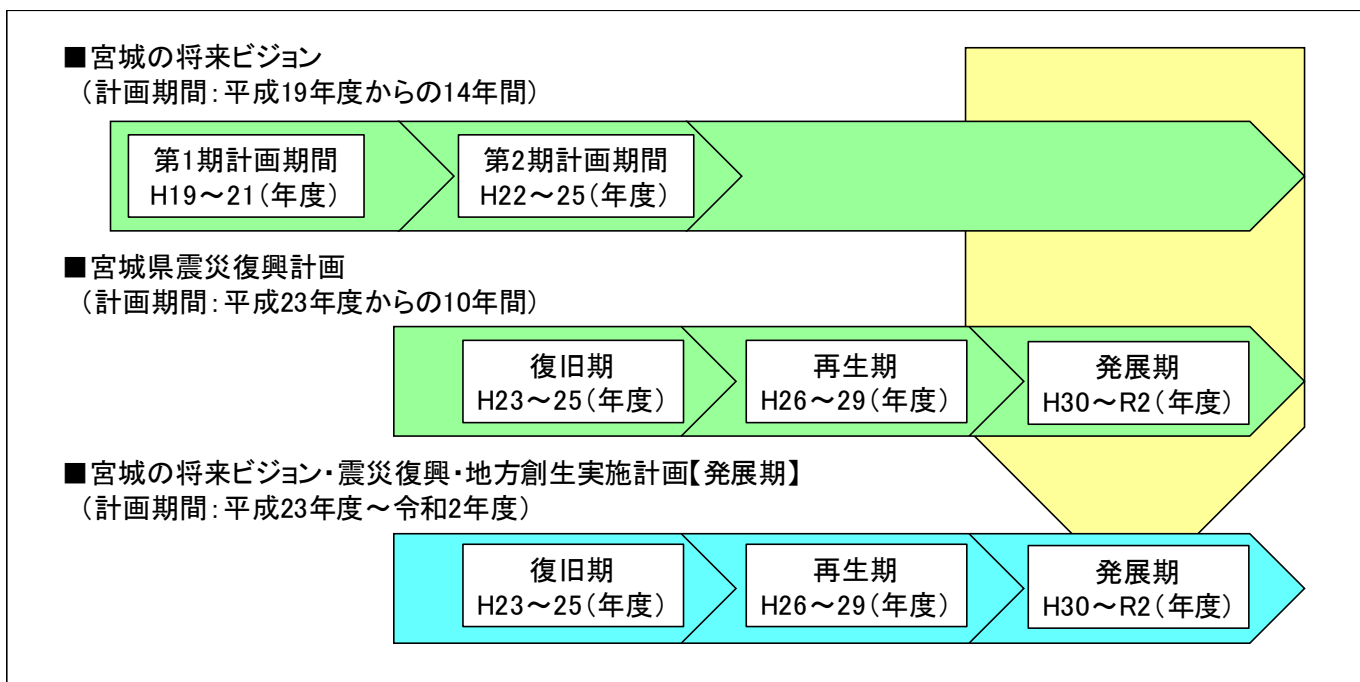 ■宮城の将来ビジョン
（計画期間：平成19年度からの14年間）
第1期計画期間
H19～21（年度）
第2期計画期間
H22～25（年度）
■宮城県震災復興計画
（計画期間：平成23年度からの10年間）
復旧期
H23～25（年度）
再生期
H26～29（年度）
発展期
H30～R2（年度）
■宮城の将来ビジョン・震災復興・地方創生実施計画【発展期】
（計画期間：平成23年度～令和2年度）
復旧期
H23～25（年度）
再生期
H26～29（年度）
発展期
H30～R2（年度）